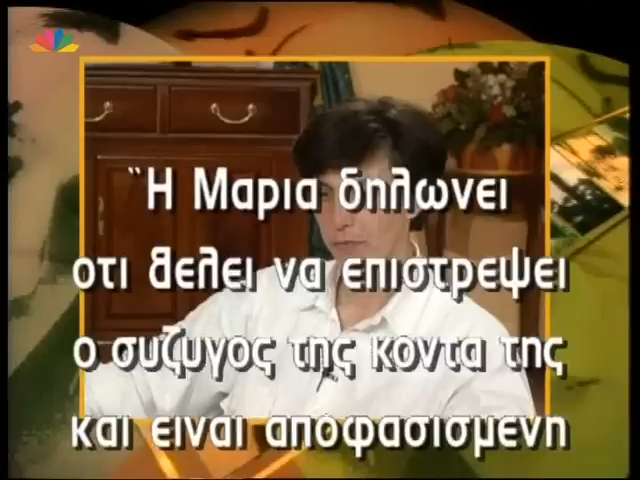 "Η Μαρια δηλωνει
οτι θελει να επιστρεψει
ο συζυγος της κοντα της
και ειναι αποφασισμενη